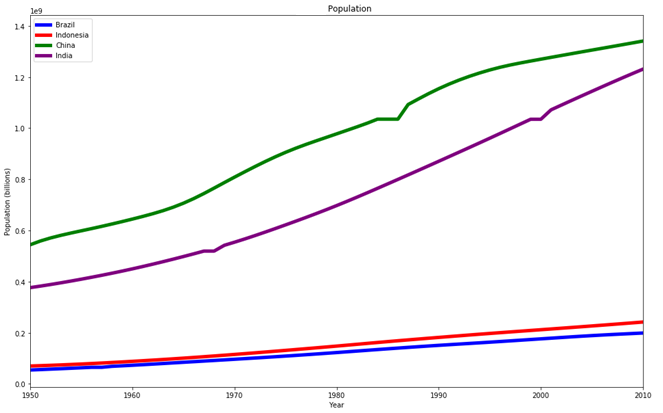 Population
1e9
Brazil
Indonesia
China
India
1.4
1.2
1.0
0.8
0.6
0.4
0.2
0.0
Population (billions)
1950 1960 1970 1980 1990 2000 2010
Year